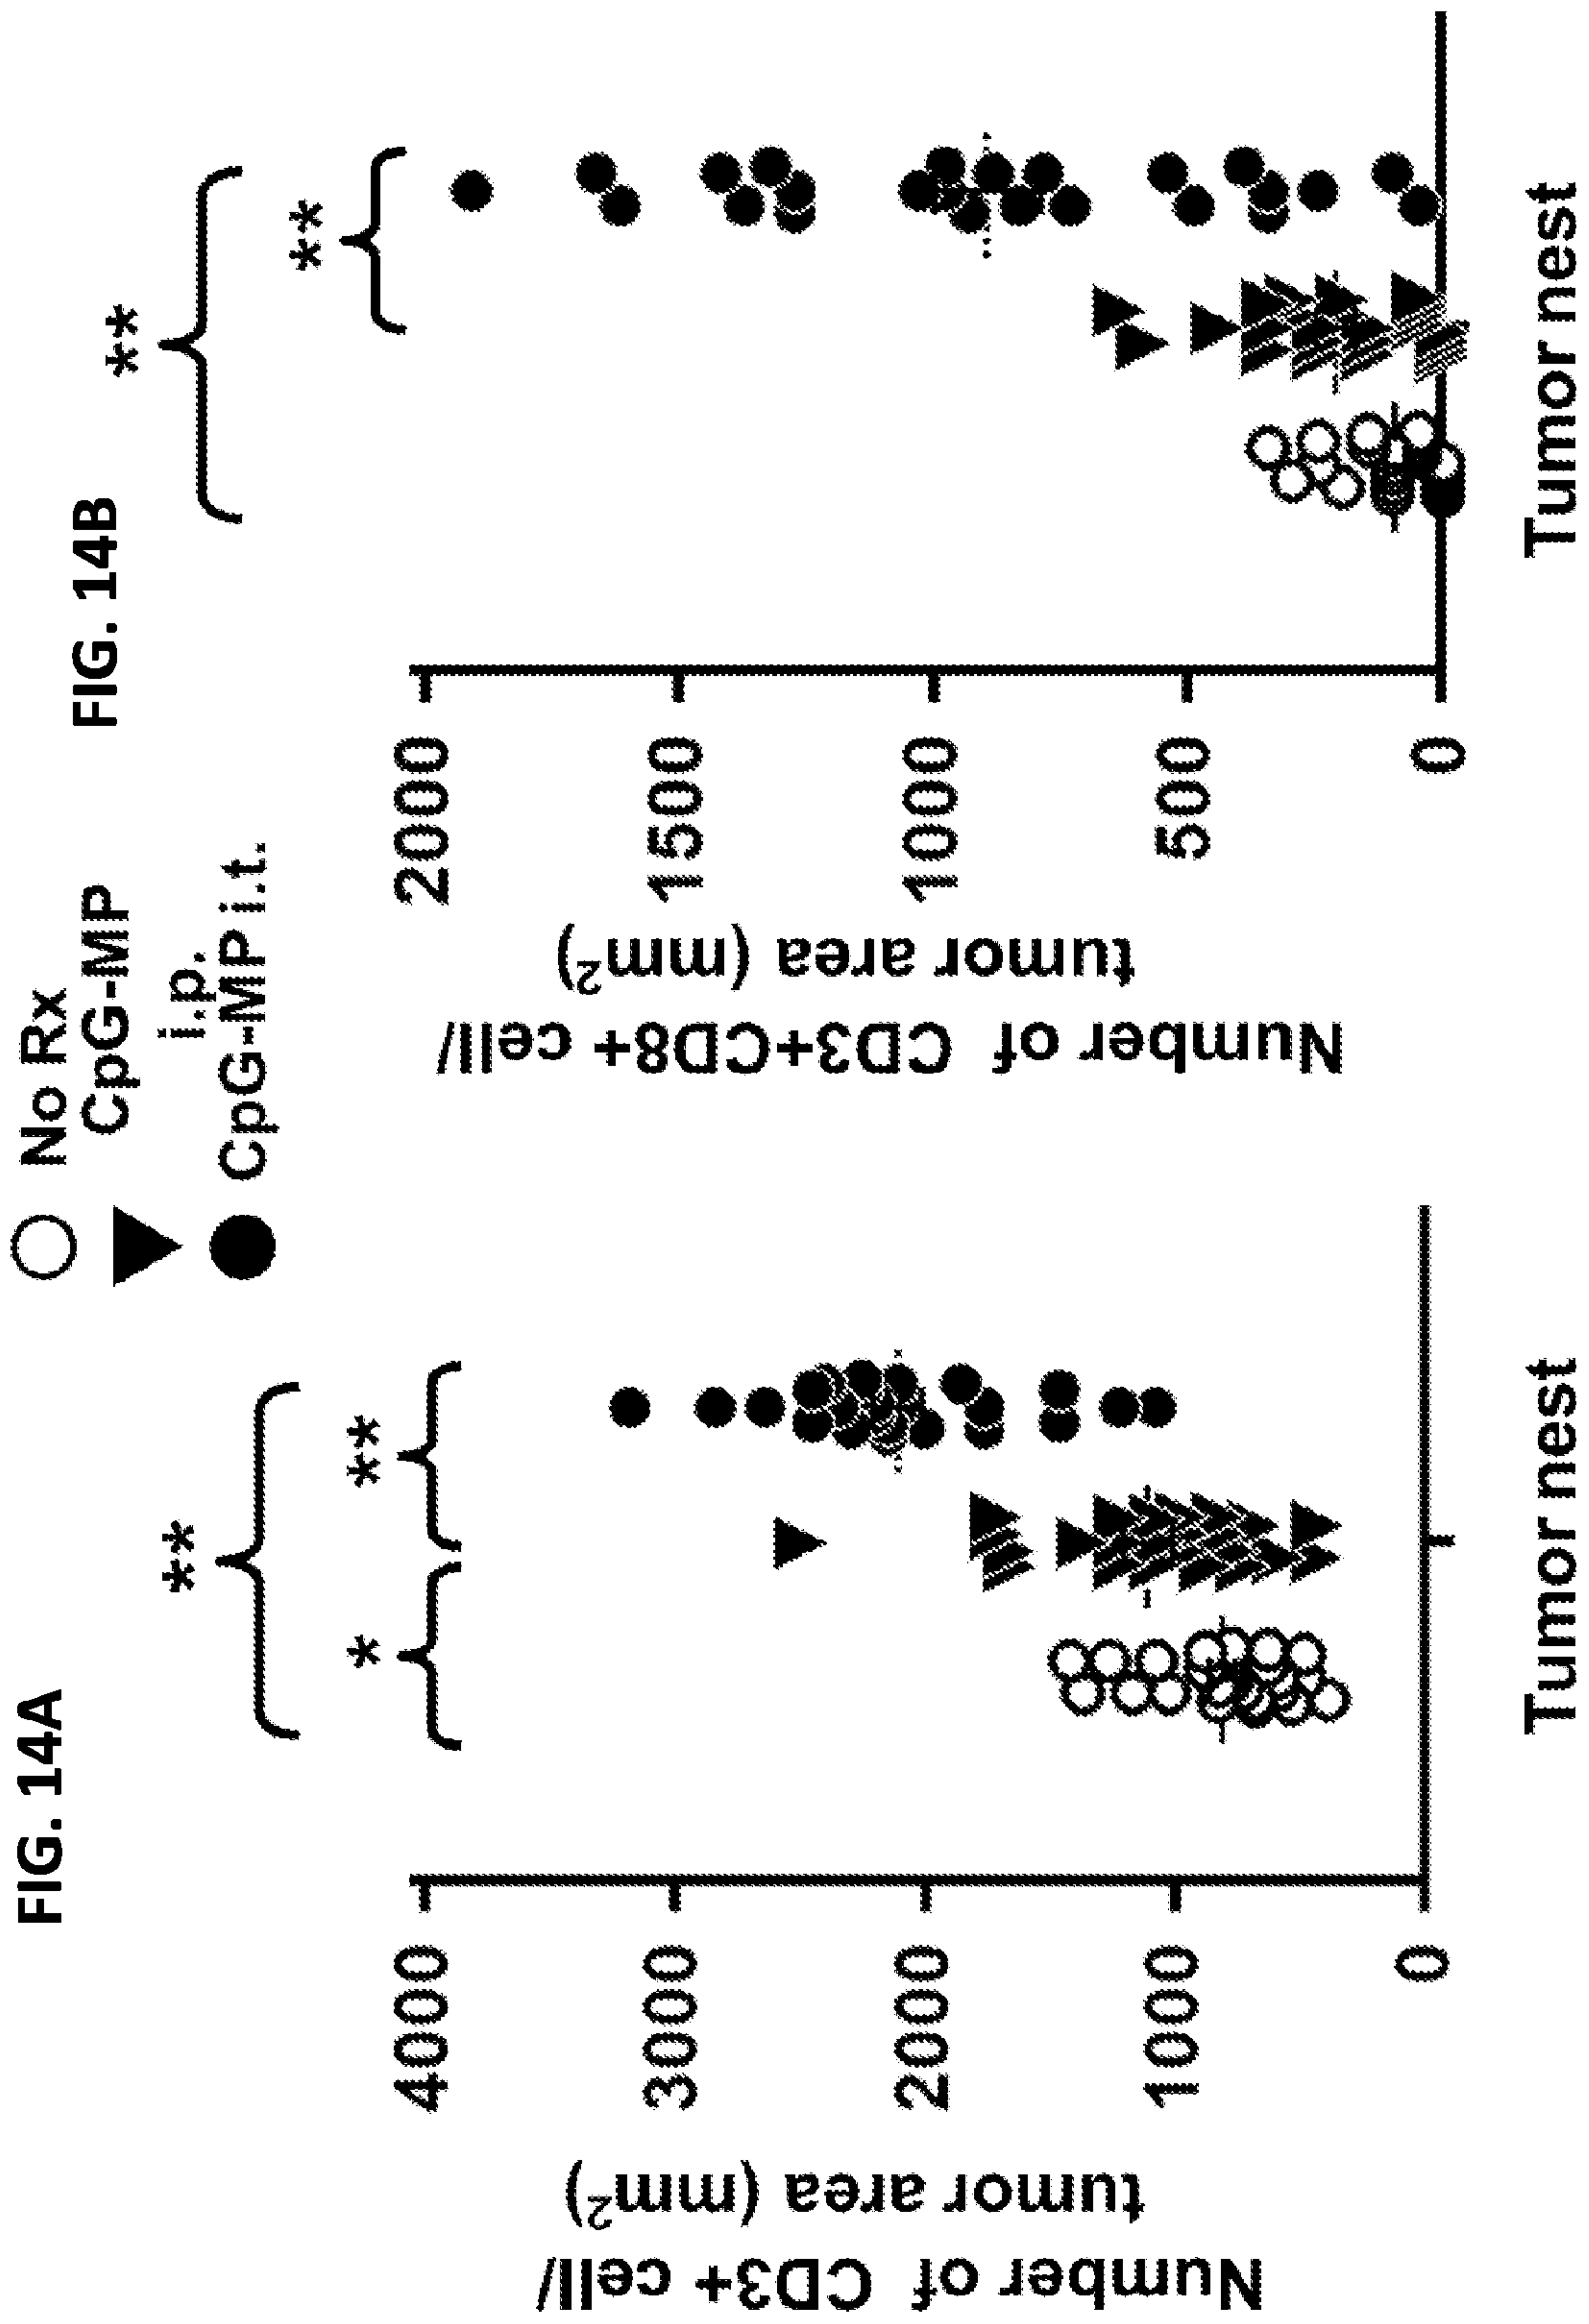 FIG. 14A
No Rx
CpG-MP
i.p.
CpG-MP i.t.
**
*
**
4000
3000
2000
1000
0
Number of CD3+ cell/
tumor area (mm²)
Tumor nest
FIG. 14B
**
**
2000
1500
1000
500
0
Number of CD3+CD8+ cell/
tumor area (mm²)
Tumor nest